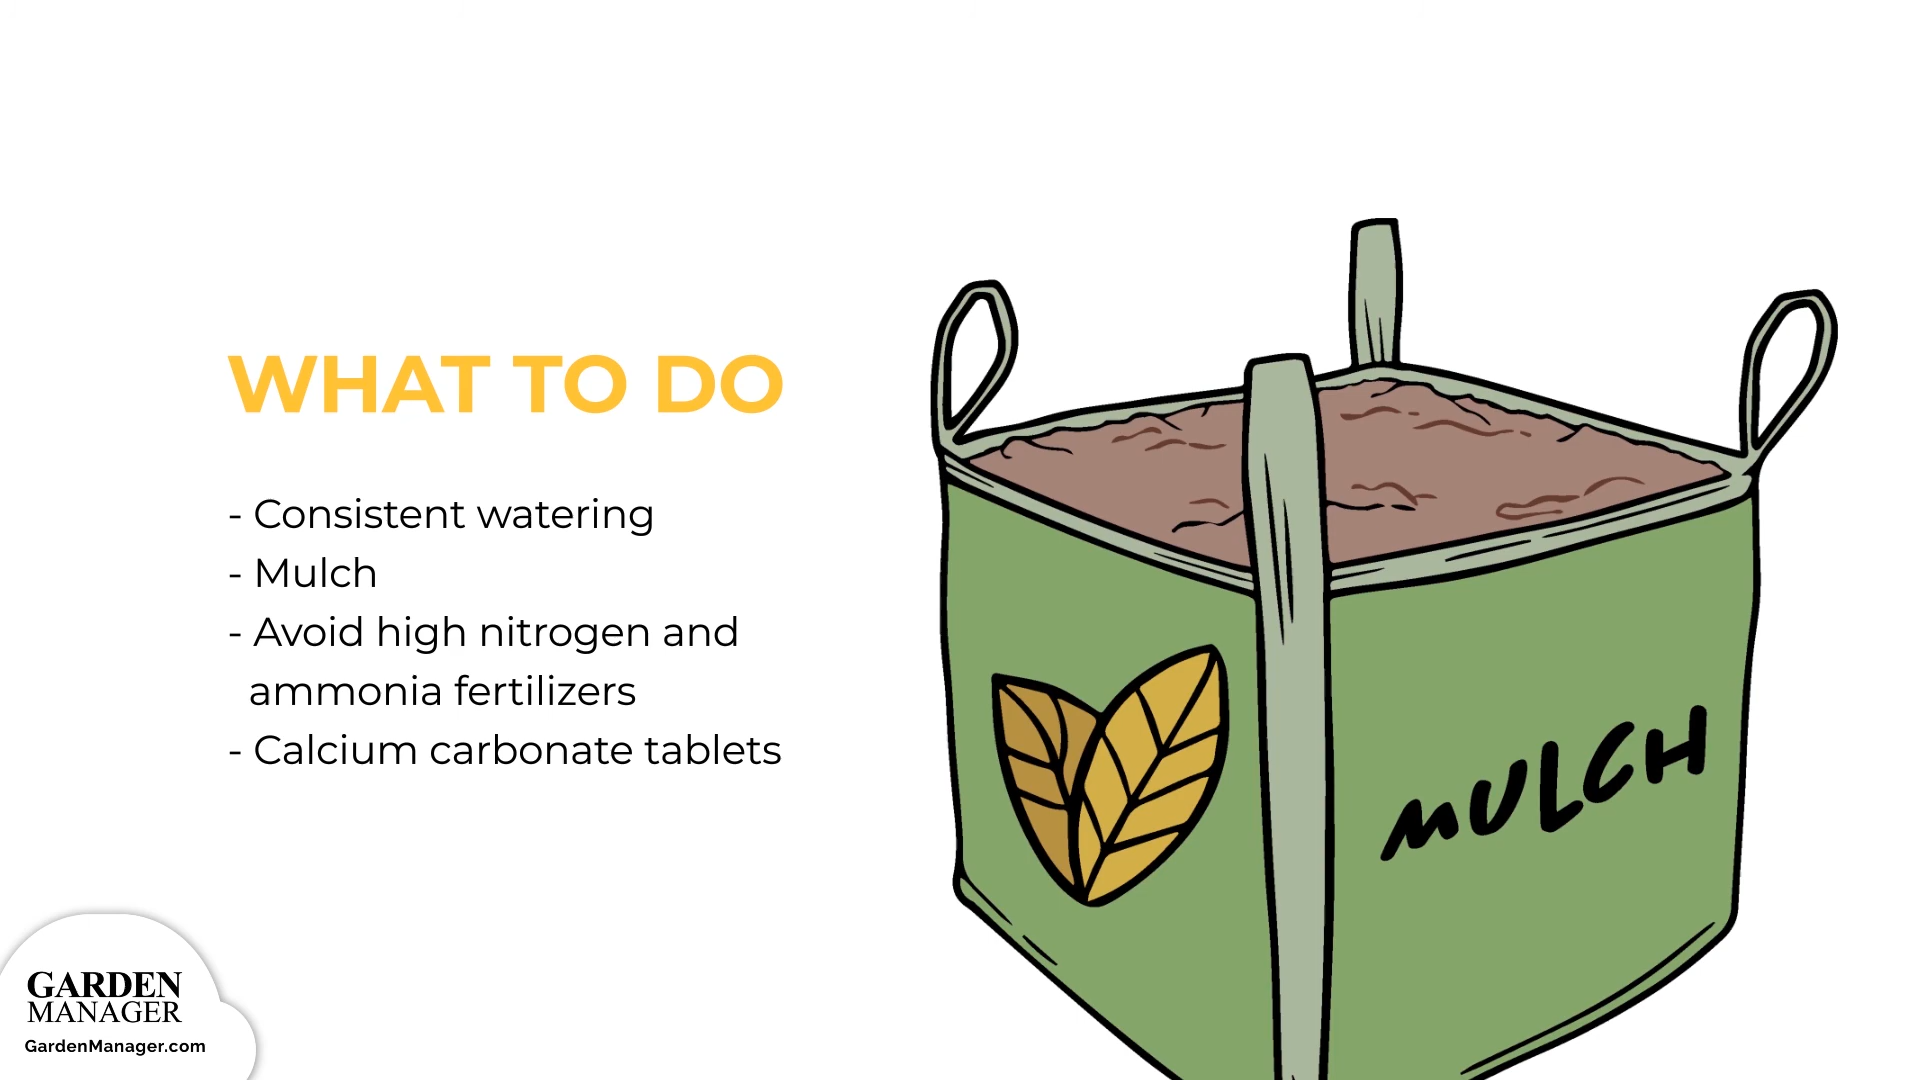 WHAT TO DO
- Consistent watering
- Mulch
- Avoid high nitrogen and
ammonia fertilizers
- Calcium carbonate tablets
MULCH
GARDEN
MANAGER
GardenManager.com